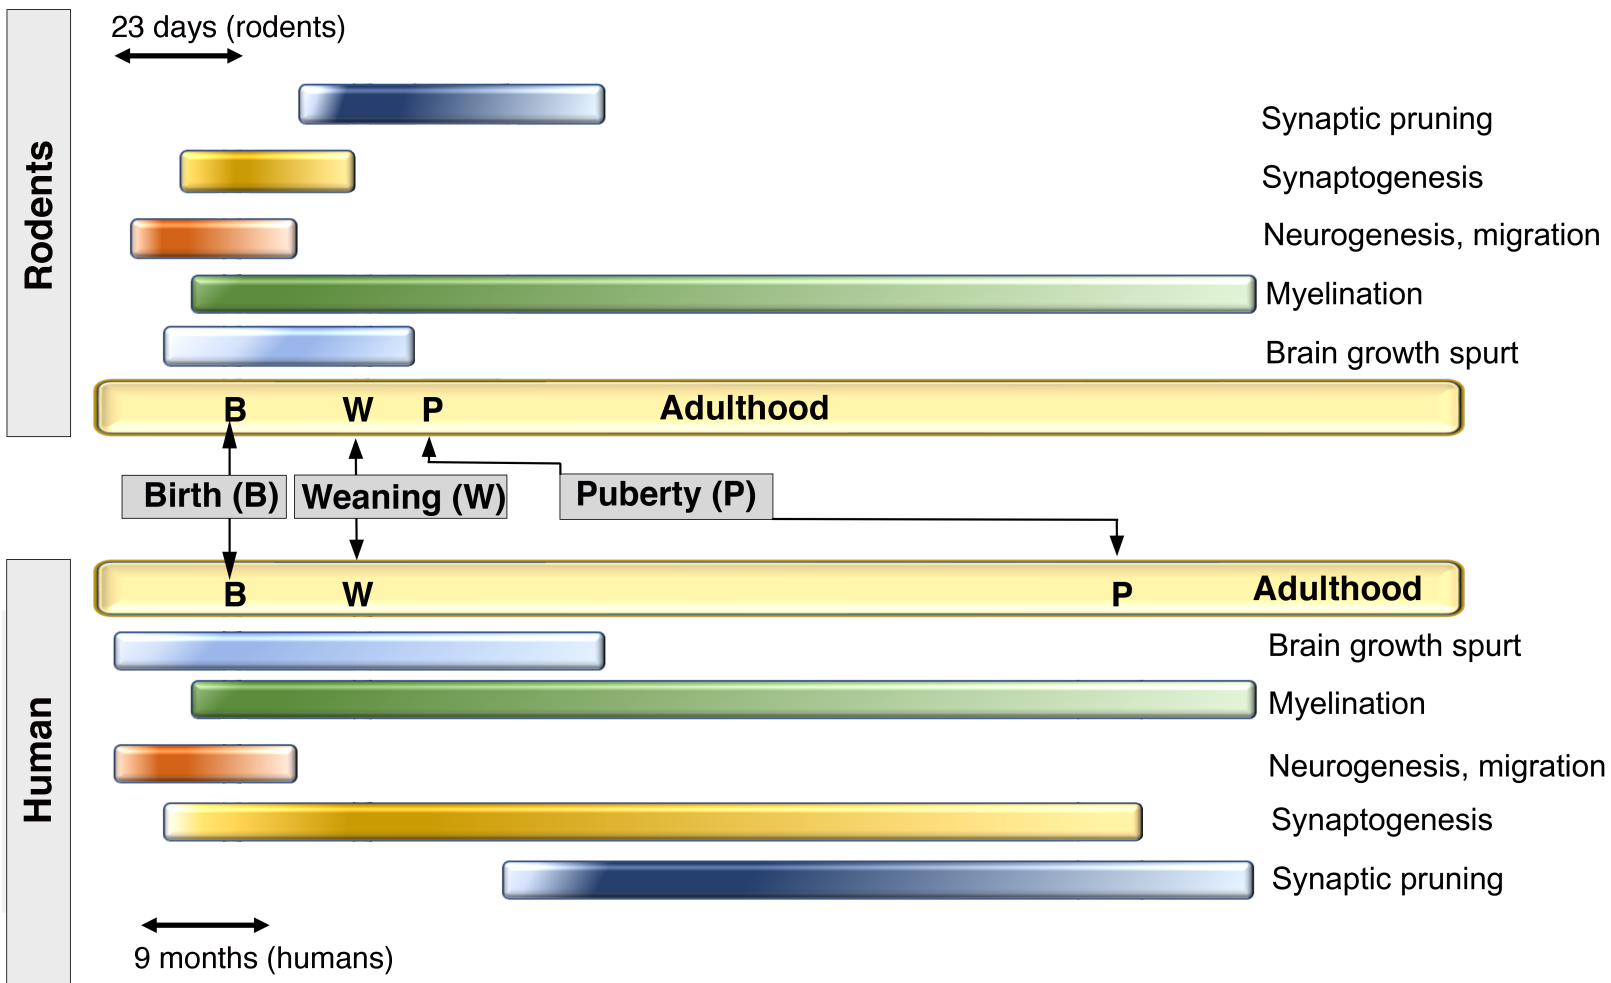 23 days (rodents)
Rodents
Synaptic pruning
Synaptogenesis
Neurogenesis, migration
Myelination
Brain growth spurt
B W P Adulthood
Birth (B) Weaning (W) Puberty (P)
B W P Adulthood
Human
Brain growth spurt
Myelination
Neurogenesis, migration
Synaptogenesis
Synaptic pruning
9 months (humans)